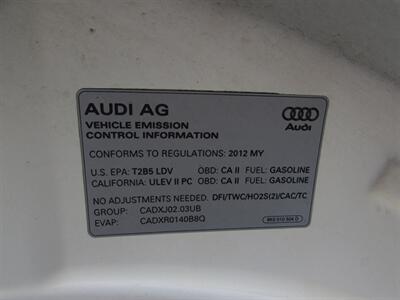 AUDI AG
VEHICLE EMISSION
CONTROL INFORMATION
Audi
CONFORMS TO REGULATIONS: 2012 MY
U.S. EPA: T2B5 LDV OBD: CA II FUEL: GASOLINE
CALIFORNIA: ULEV II PC OBD: CA II FUEL: GASOLINE
NO ADJUSTMENTS NEEDED. DFI/TWC/HO2S(2)/CAC/TC
GROUP: CADXJ02.03UB
EVAP: CADXR0140B8Q